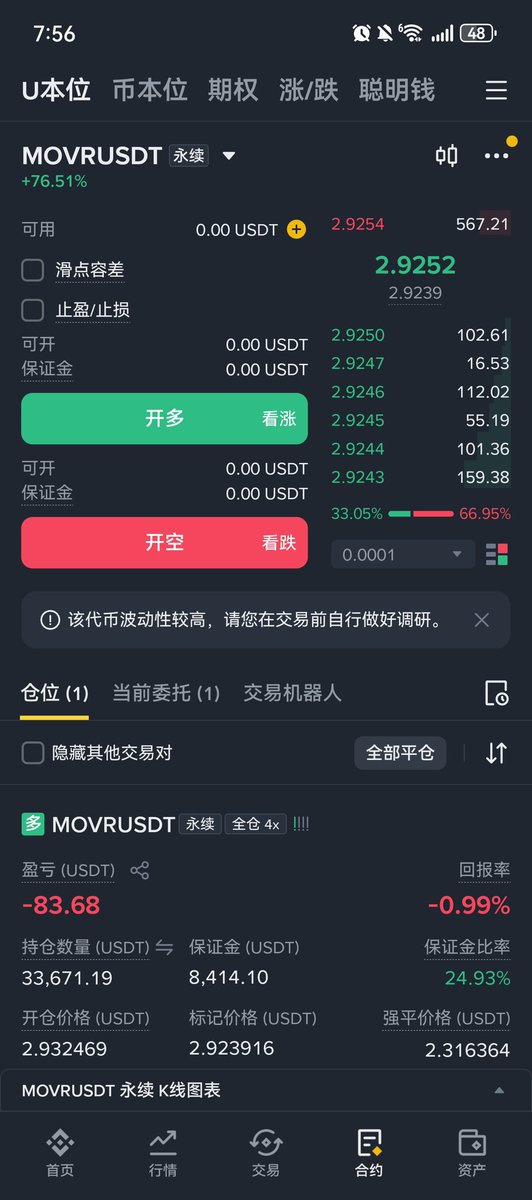 7:56
6
48
U本位 币本位 期权 涨/跌 聪明钱
MOVRUSDT 永续
+76.51%
可用 0.00 USDT
滑点容差
止盈/止损
可开 0.00 USDT
保证金 0.00 USDT
开多 看涨
可开 0.00 USDT
保证金 0.00 USDT
开空 看跌
2.9254 567.21
2.9252
2.9239
2.9250 102.61
2.9247 16.53
2.9246 112.02
2.9245 55.19
2.9244 101.36
2.9243 159.38
33.05% 66.95%
0.0001
该代币波动性较高，请您在交易前自行做好调研。
仓位 (1) 当前委托 (1) 交易机器人
隐藏其他交易对 全部平仓
多 MOVRUSDT 永续 全仓 4x
盈亏 (USDT) 回报率
-83.68 -0.99%
持仓数量 (USDT) 保证金 (USDT) 保证金比率
33,671.19 8,414.10 24.93%
开仓价格 (USDT) 标记价格 (USDT) 强平价格 (USDT)
2.932469 2.923916 2.316364
MOVRUSDT 永续 K线图表
首页 行情 交易 合约 资产